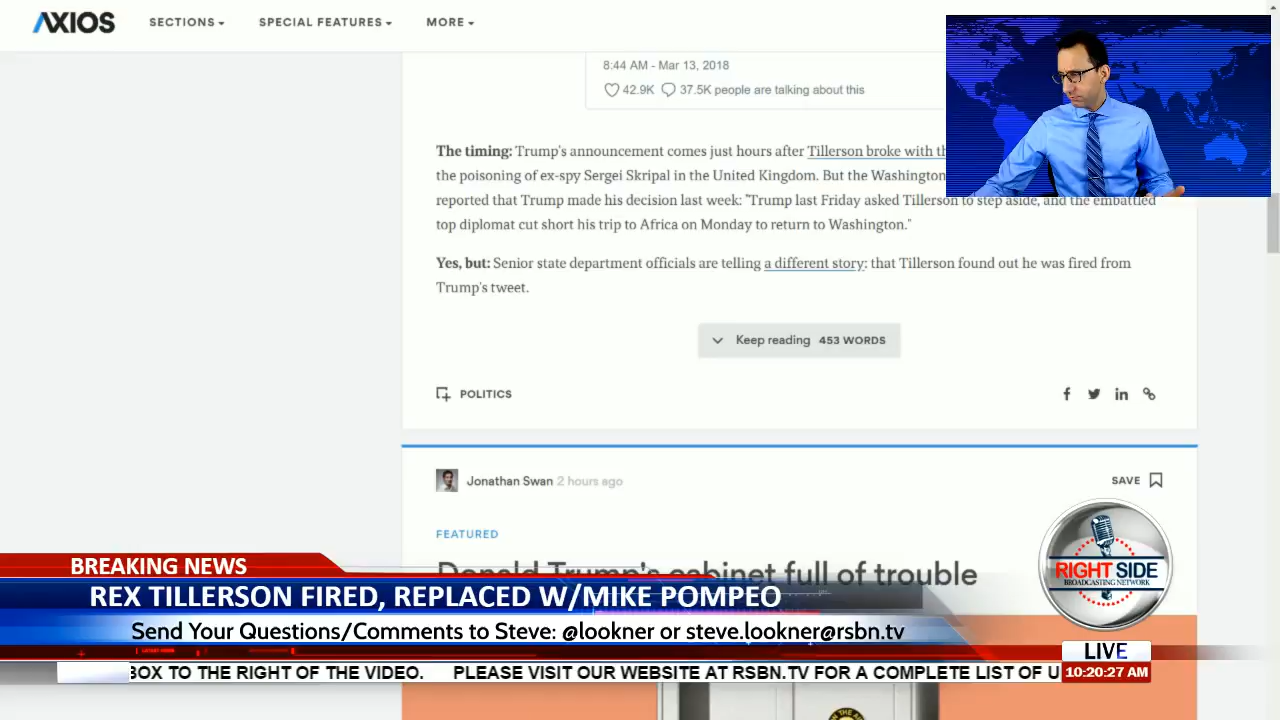 AXIOS SECTIONS SPECIAL FEATURES MORE
8:44 AM - Mar 13, 2018
42.9K 37.5K people are talking about this
The timing: Trump's announcement comes just hours after Tillerson broke with th
the poisoning of ex-spy Sergei Skripal in the United Kingdom. But the Washington
reported that Trump made his decision last week: "Trump last Friday asked Tillerson to step aside, and the embattled
top diplomat cut short his trip to Africa on Monday to return to Washington."
Yes, but: Senior state department officials are telling a different story: that Tillerson found out he was fired from
Trump's tweet.
Keep reading 453 WORDS
POLITICS
Jonathan Swan 2 hours ago SAVE
FEATURED
Donald Trump's cabinet full of trouble
RIGHT SIDE
BROADCASTING NETWORK
BREAKING NEWS
REX TILLERSON FIRED, REPLACED W/MIKE POMPEO
Send Your Questions/Comments to Steve: @lookner or steve.lookner@rsbn.tv
LATEST NEWS
LIVE
BOX TO THE RIGHT OF THE VIDEO. PLEASE VISIT OUR WEBSITE AT RSBN.TV FOR A COMPLETE LIST OF U
10:20:27 AM